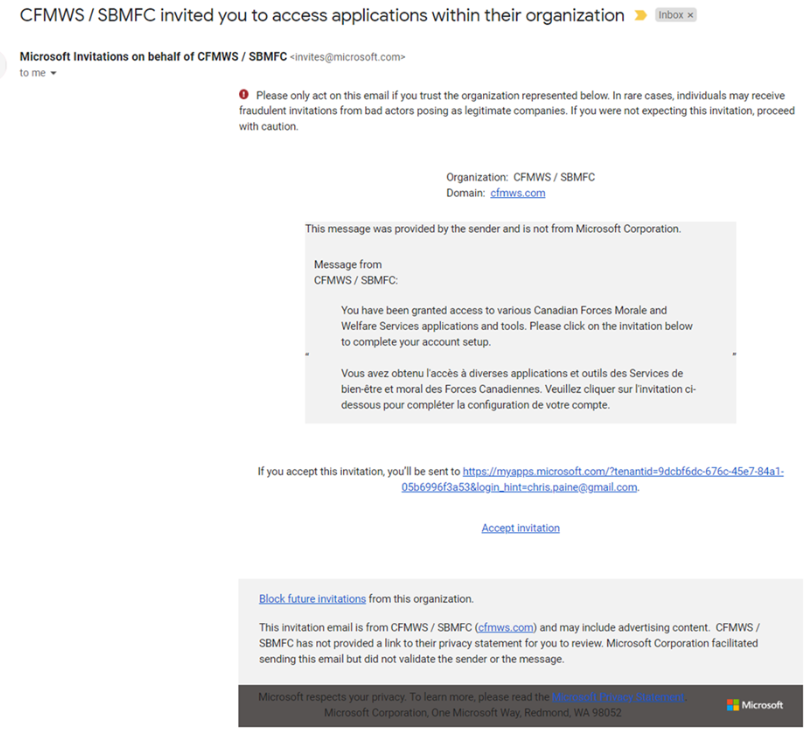 CFMWS / SBMFC invited you to access applications within their organization Inbox ×
Microsoft Invitations on behalf of CFMWS / SBMFC <invites@microsoft.com>
to me
Please only act on this email if you trust the organization represented below. In rare cases, individuals may receive
fraudulent invitations from bad actors posing as legitimate companies. If you were not expecting this invitation, proceed
with caution.
Organization: CFMWS / SBMFC
Domain: cfmws.com
This message was provided by the sender and is not from Microsoft Corporation.
Message from
CFMWS / SBMFC:
You have been granted access to various Canadian Forces Morale and
Welfare Services applications and tools. Please click on the invitation below
to complete your account setup.
“ ”
Vous avez obtenu l'accès à diverses applications et outils des Services de
bien-être et moral des Forces Canadiennes. Veuillez cliquer sur l'invitation ci-
dessous pour compléter la configuration de votre compte.
If you accept this invitation, you'll be sent to https://myapps.microsoft.com/?tenantid=9dcbf6dc-676c-45e7-84a1-
05b6996f3a53&login_hint=chris.paine@gmail.com.
Accept invitation
Block future invitations from this organization.
This invitation email is from CFMWS / SBMFC (cfmws.com) and may include advertising content. CFMWS /
SBMFC has not provided a link to their privacy statement for you to review. Microsoft Corporation facilitated
sending this email but did not validate the sender or the message.
Microsoft respects your privacy. To learn more, please read the Microsoft Privacy Statement.
Microsoft Corporation, One Microsoft Way, Redmond, WA 98052
Microsoft